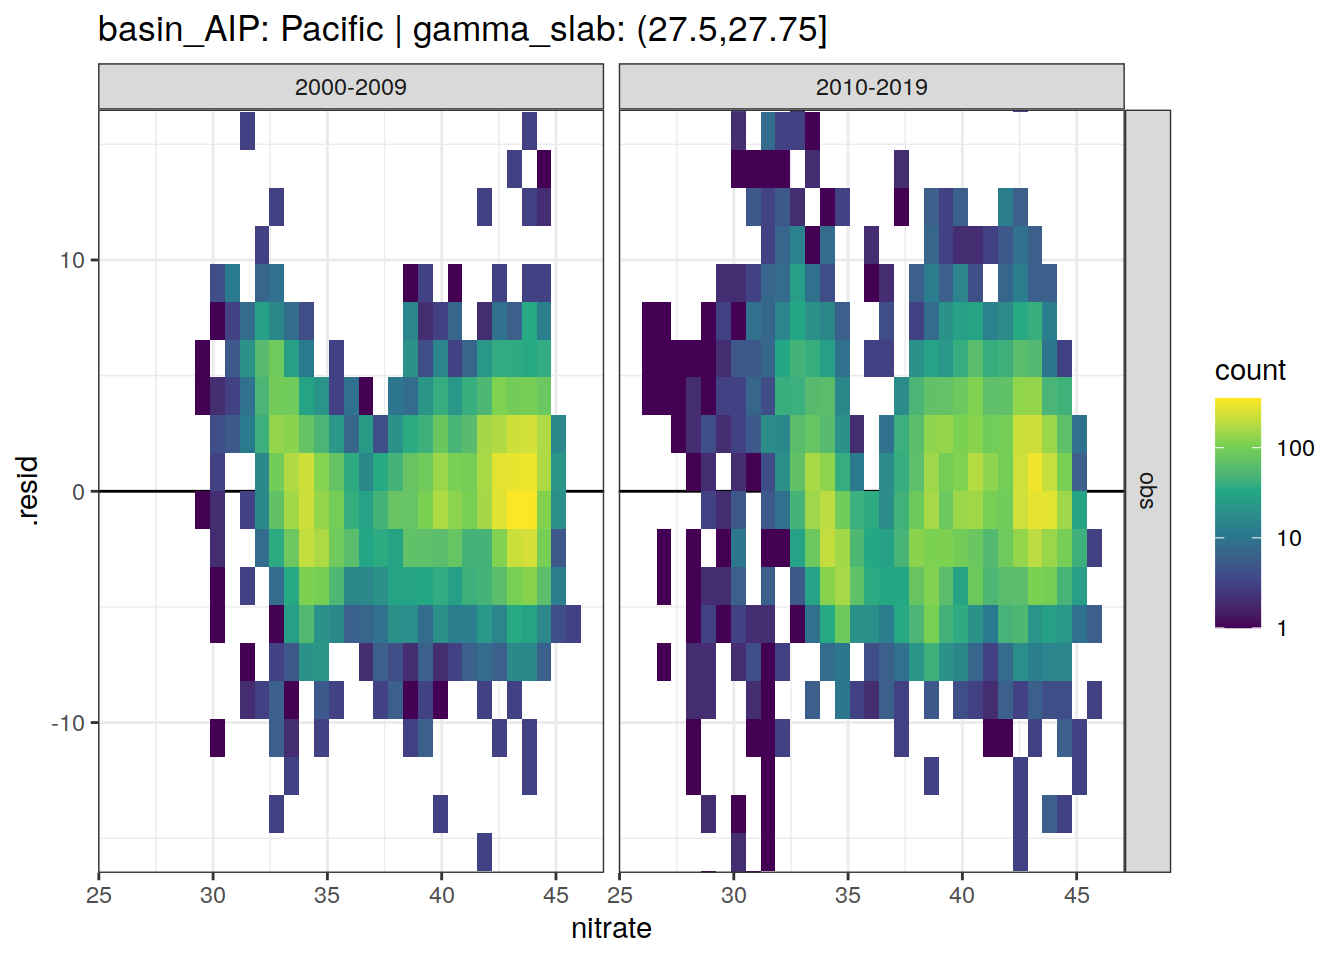 basin_AIP: Pacific | gamma_slab: (27.5,27.75]
2000-2009 2010-2019
10
0
-10
.resid
obs
25 30 35 40 45 25 30 35 40 45
nitrate
count
100
10
1